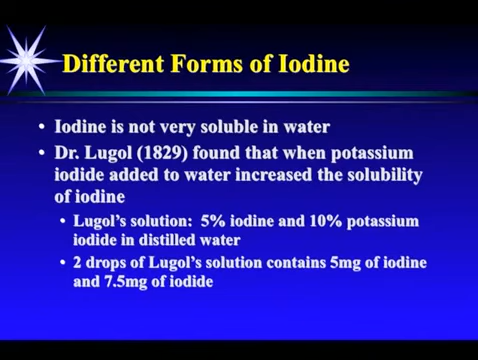 Different Forms of Iodine
• Iodine is not very soluble in water
• Dr. Lugol (1829) found that when potassium
iodide added to water increased the solubility
of iodine
• Lugol's solution: 5% iodine and 10% potassium
iodide in distilled water
• 2 drops of Lugol's solution contains 5mg of iodine
and 7.5mg of iodide